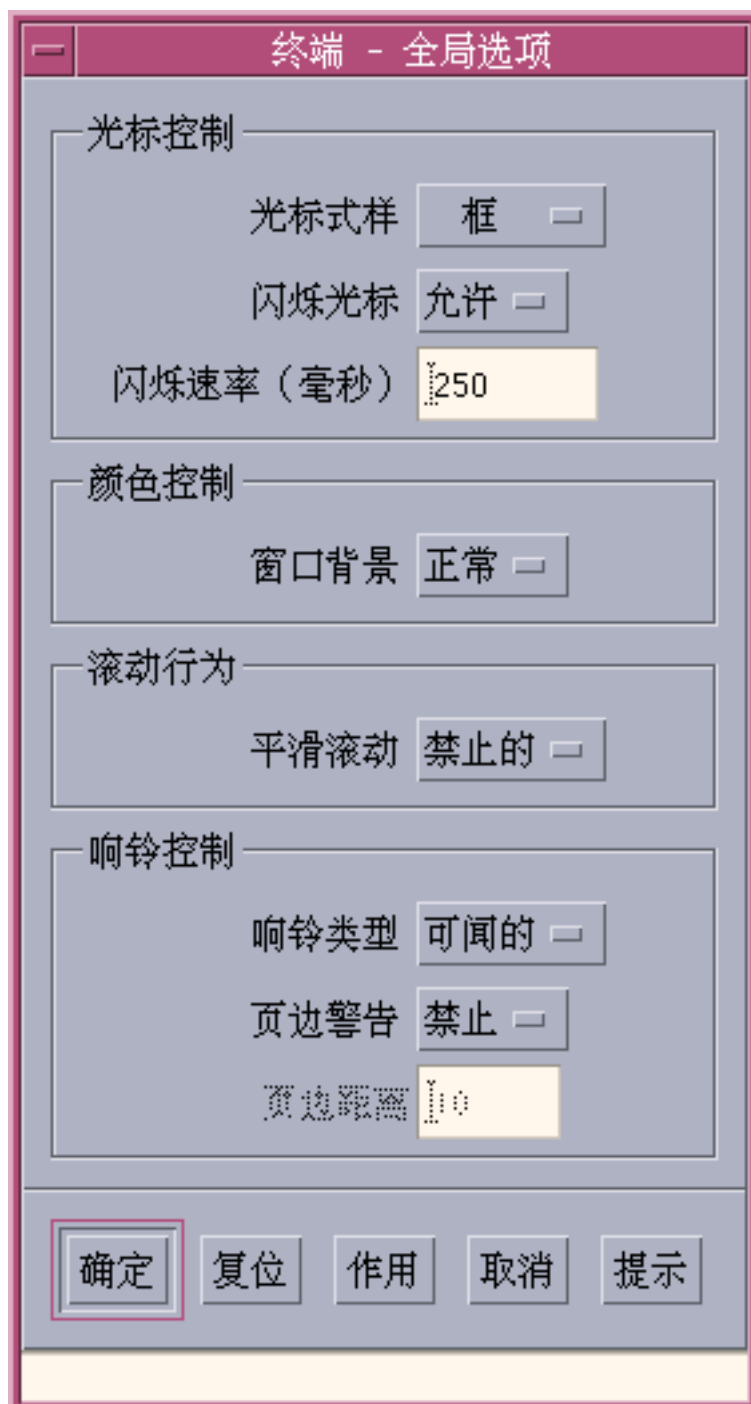 终端 - 全局选项
光标控制
光标式样 框
闪烁光标 允许
闪烁速率（毫秒） 250
颜色控制
窗口背景 正常
滚动行为
平滑滚动 禁止的
响铃控制
响铃类型 可闻的
页边警告 禁止
页边距离 10
确定 复位 作用 取消 提示